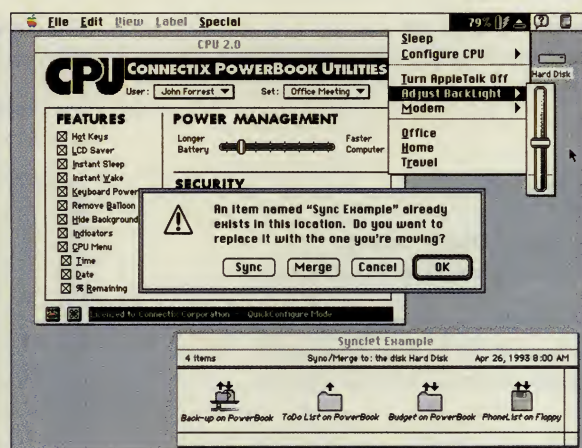 File Edit View Label Special 79%
CPU 2.0
CPU CONNECTIX POWERBOOK UTILITIES
User: John Forrest Set: Office Meeting
FEATURES
Hot Keys
LCD Saver
Instant Sleep
Instant Wake
Keyboard Power
Remove Balloon
Hide Background
Indicators
CPU Menu
Time
Date
% Remaining
POWER MANAGEMENT
Longer Battery
Faster Computer
SECURITY
Sleep
Configure CPU
Turn AppleTalk Off
Adjust BackLight
Modem
Office
Home
Travel
Hard Disk
An item named "Sync Example" already
exists in this location. Do you want to
replace it with the one you're moving?
Sync Merge Cancel OK
Licensed to Connectix Corporation - QuickConfigure Mode
Synclet Example
4 items Sync/Merge to: the disk Hard Disk Apr 26, 1993 8:00 AM
Back-up on PowerBook ToDo List on PowerBook Budget on PowerBook PhoneList on Floppy